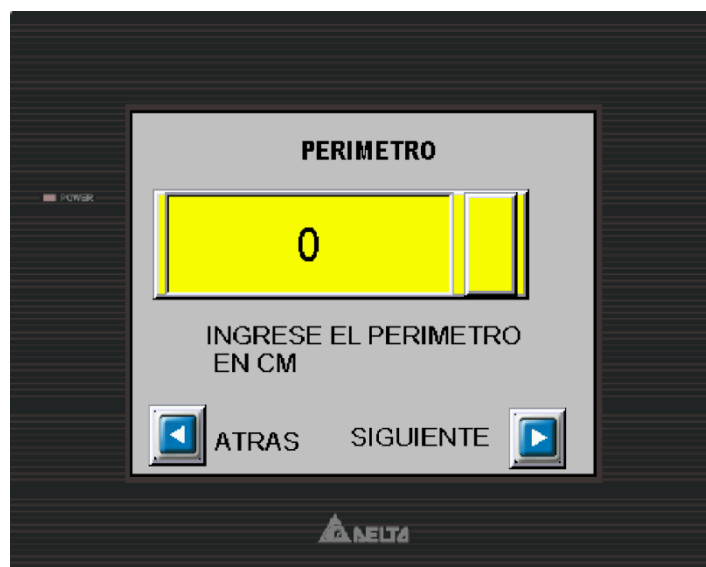 PERIMETRO
POWER
0
INGRESE EL PERIMETRO
EN CM
ATRAS SIGUIENTE
DELTA